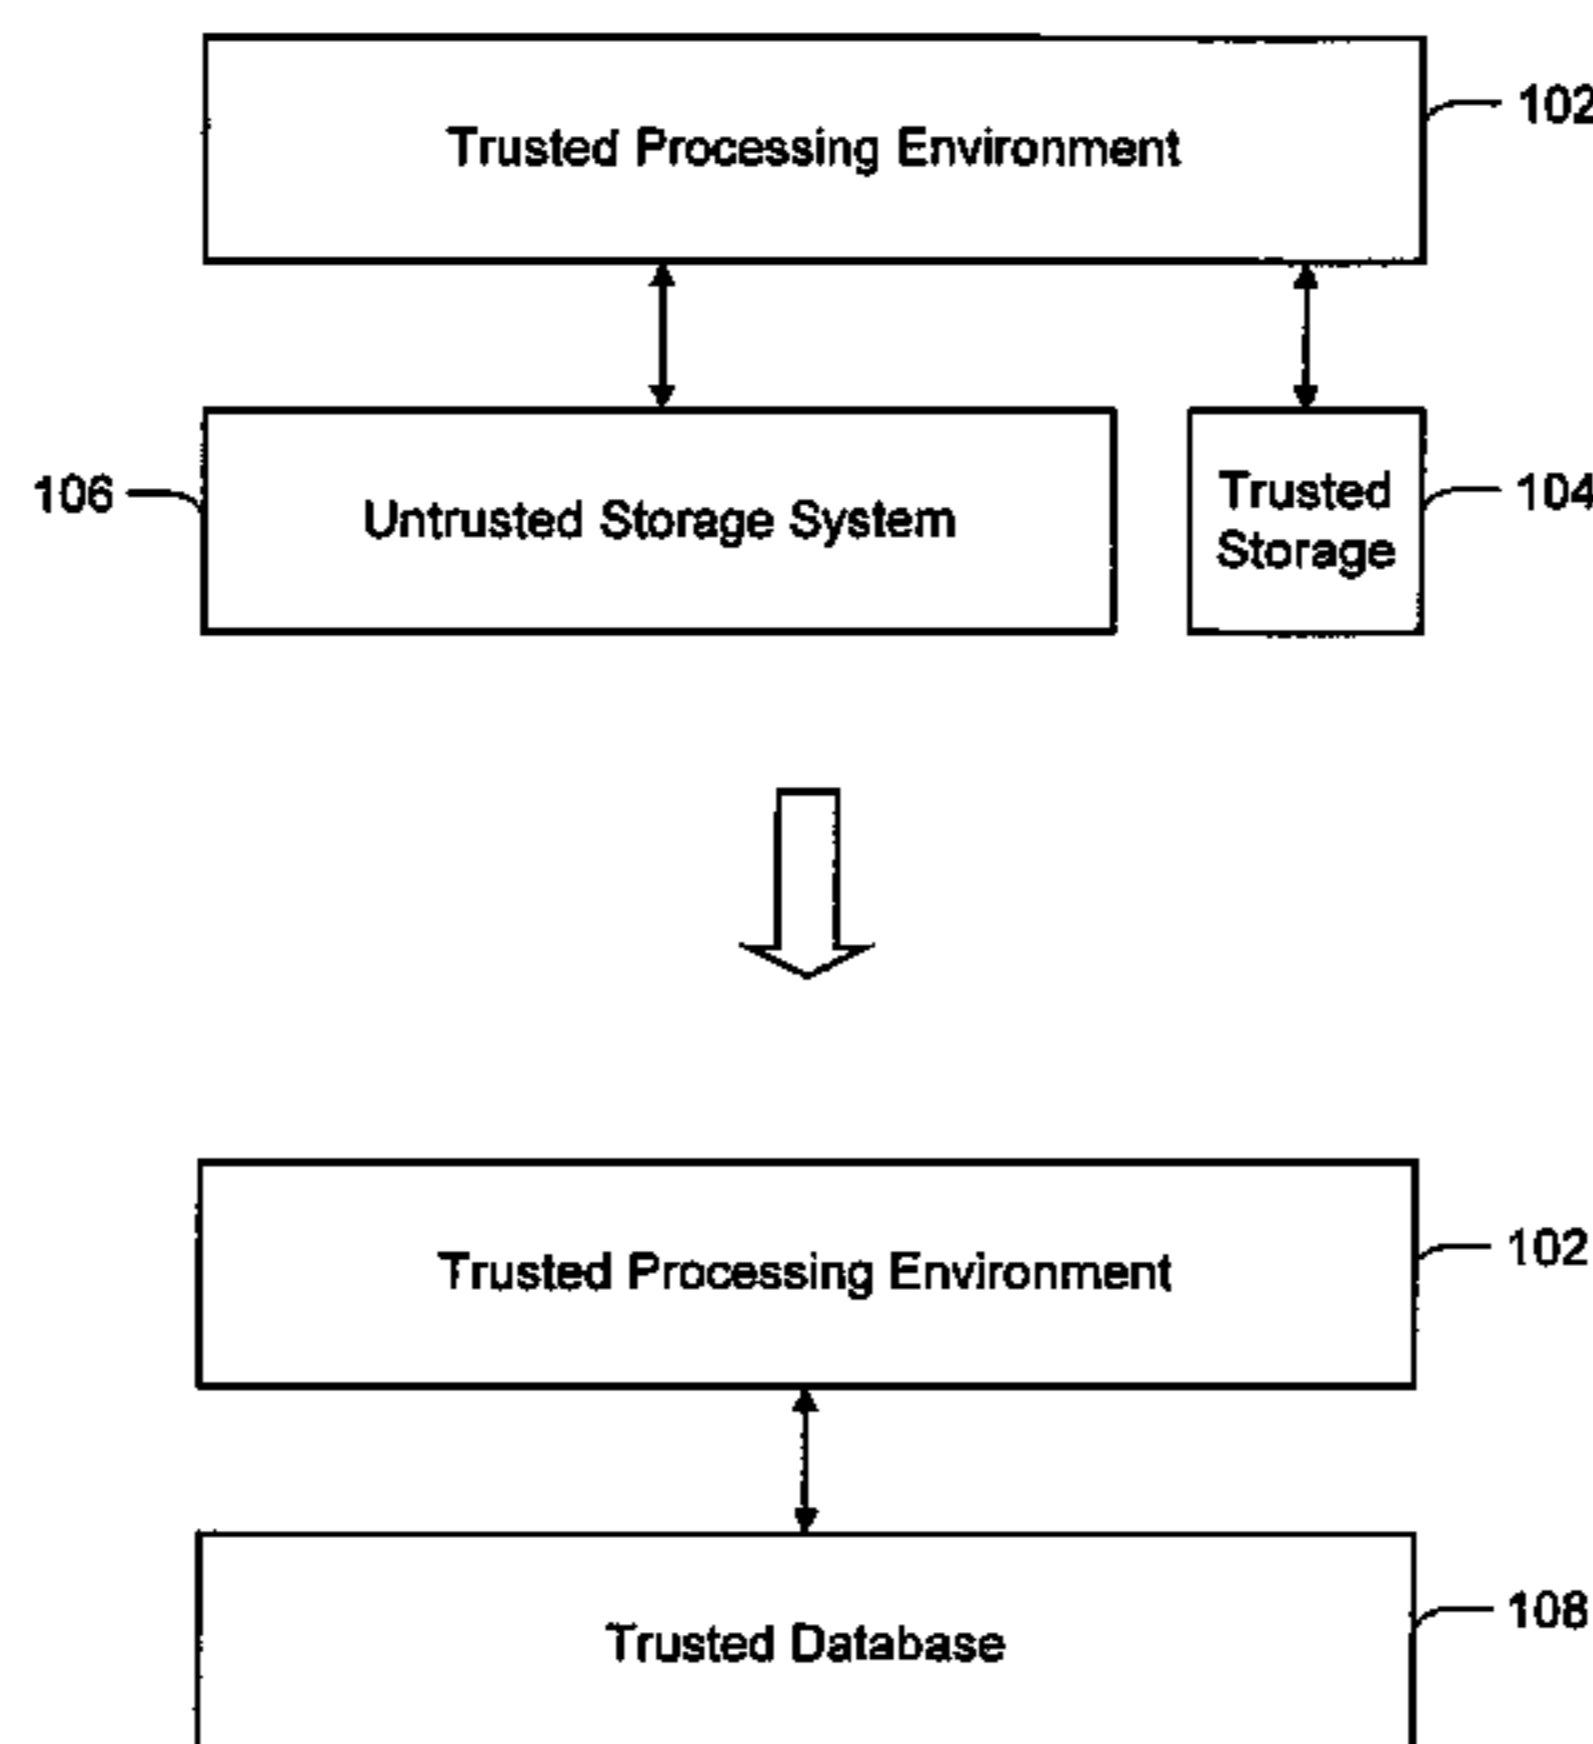 Trusted Processing Environment
102
106
Untrusted Storage System
Trusted
Storage
104
Trusted Processing Environment
102
Trusted Database
108